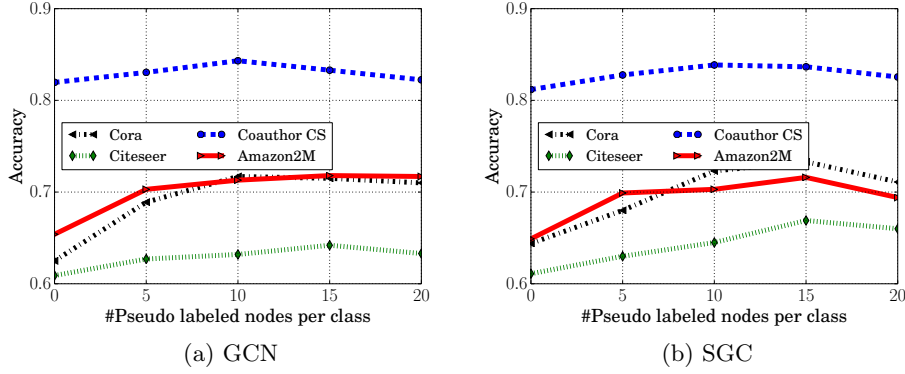 0.9
0.8
0.7
0.6
Accuracy
Cora
Coauthor CS
Citeseer
Amazon2M
0 5 10 15 20
#Pseudo labeled nodes per class
(a) GCN
0.9
0.8
0.7
0.6
Accuracy
Cora
Coauthor CS
Citeseer
Amazon2M
0 5 10 15 20
#Pseudo labeled nodes per class
(b) SGC